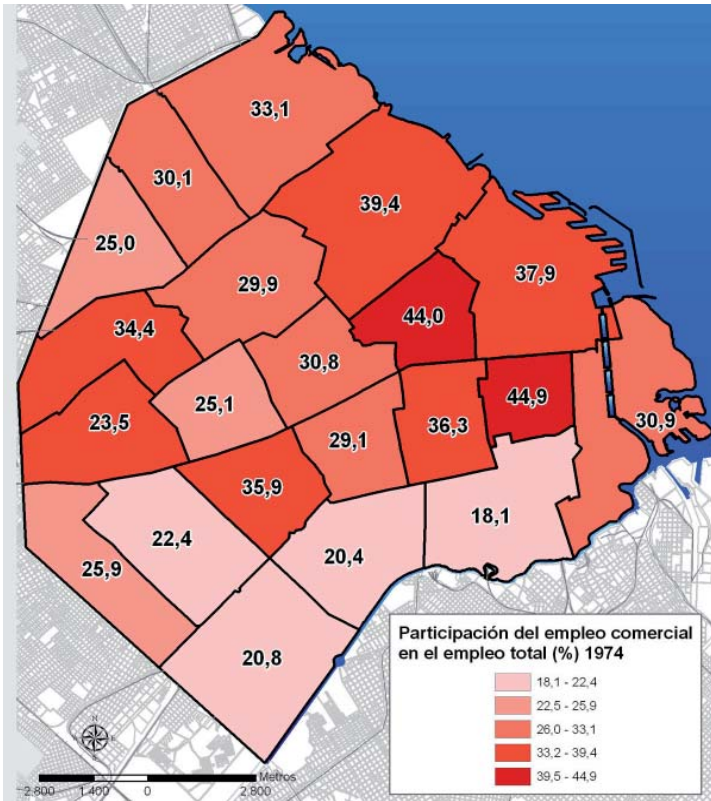 33,1
30,1
39,4
25,0
37,9
29,9
44,0
34,4
30,8
44,9
23,5
25,1
36,3
30,9
29,1
35,9
18,1
22,4
20,4
25,9
20,8
Participación del empleo comercial
en el empleo total (%) 1974
18,1 - 22,4
22,5 - 25,9
26,0 - 33,1
33,2 - 39,4
39,5 - 44,9
N
E
S
Metros
2.800 1.400 0 2.800